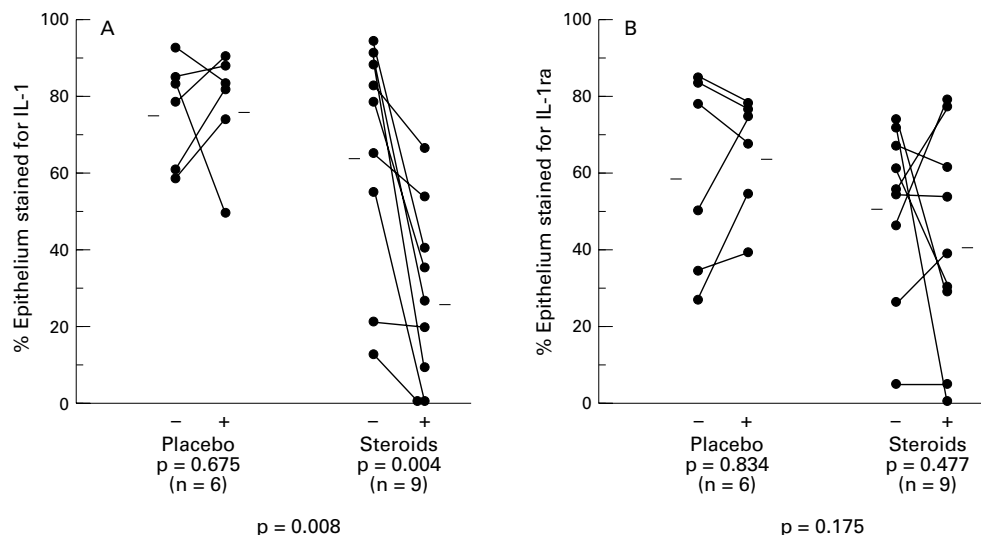 A
% Epithelium stained for IL-1
100
80
60
40
20
0
– + – +
Placebo Steroids
p = 0.675 p = 0.004
(n = 6) (n = 9)
p = 0.008
B
% Epithelium stained for IL-1ra
100
80
60
40
20
0
– + – +
Placebo Steroids
p = 0.834 p = 0.477
(n = 6) (n = 9)
p = 0.175